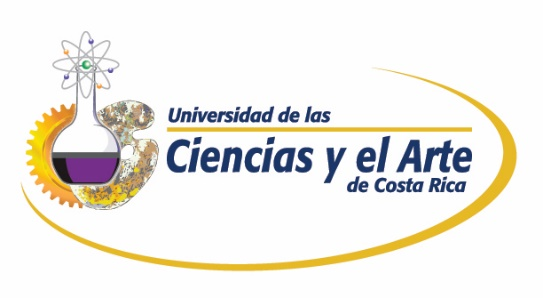 Universidad de las
Ciencias y el Arte
de Costa Rica